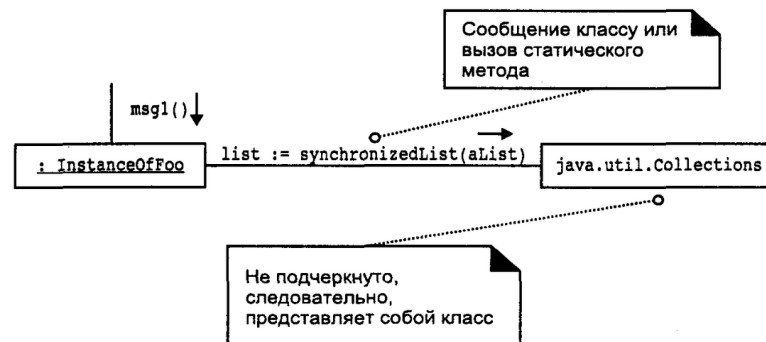 Сообщение классу или
вызов статического
метода
msg1()
: InstanceOfFoo
list := synchronizedList(aList)
java.util.Collections
Не подчеркнуто,
следовательно,
представляет собой класс